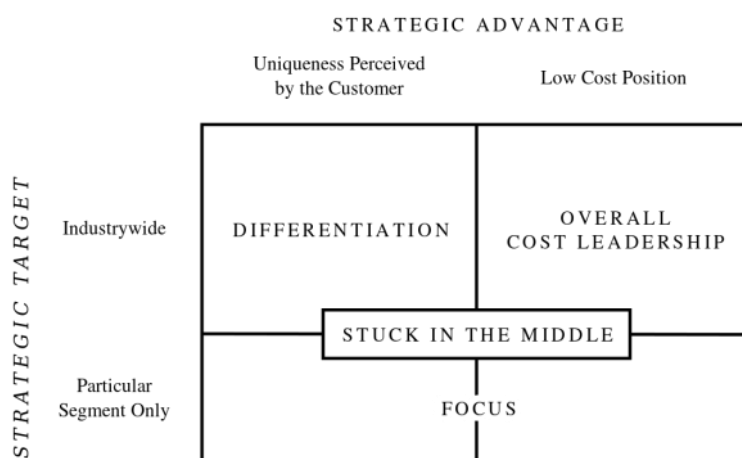 STRATEGIC ADVANTAGE
Uniqueness Perceived
by the Customer
Low Cost Position
STRATEGIC TARGET
Industrywide
DIFFERENTIATION
OVERALL
COST LEADERSHIP
STUCK IN THE MIDDLE
Particular
Segment Only
FOCUS